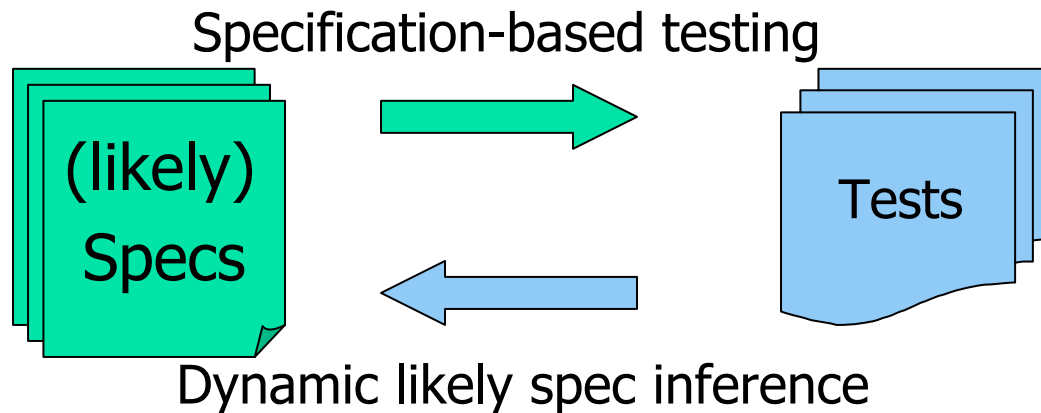 Specification-based testing
(likely)
Specs
Tests
Dynamic likely spec inference